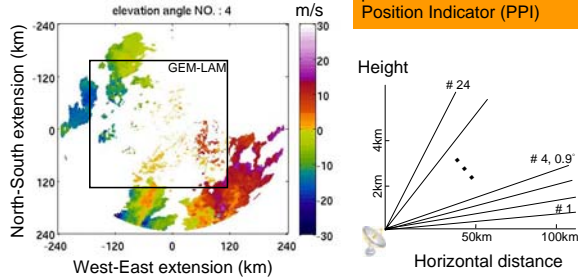 elevation angle NO. : 4
m/s
-240
-120
0
120
240
-240
-120
0
120
240
North-South extension (km)
West-East extension (km)
GEM-LAM
30
20
10
0
-10
-20
-30
Position Indicator (PPI)
Height
# 24
4km
# 4, 0.9°
2km
# 1
50km
100km
Horizontal distance